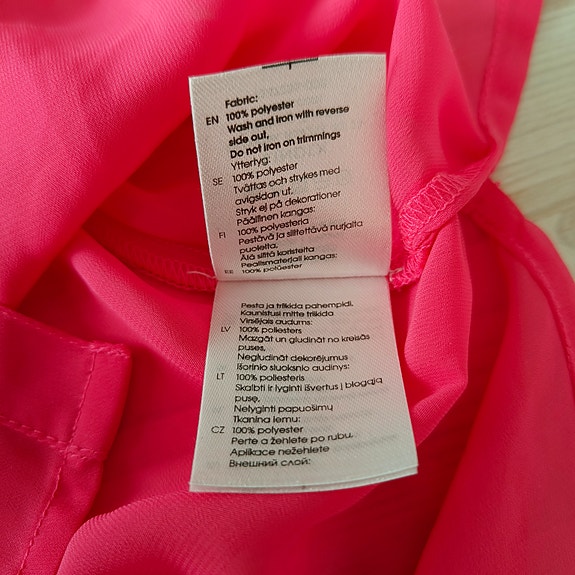 Fabric:
EN 100% polyester
Wash and iron with reverse
side out,
Do not iron on trimmings
Yttertyg:
SE 100% polyester
Tvättas och strykes med
avigsidan ut,
Stryk ej på dekorationer
Päällinen kangas:
FI 100% polyesteria
Pestävä ja silitettävä nurjalta
puolelta,
Älä silitä koristeita
Pealismaterjali kangas:
EE 100% polüester
Pesta ja triikida pahempidi,
Kaunistusi mitte triikida
Virsējais audums:
LV 100% poliesters
Mazgāt un gludināt no kreisās
puses,
Negludināt dekorējumus
Išorinio sluoksnio audinys:
LT 100% poliesteris
Skalbti ir lyginti išvertus į blogąją
pusę,
Nelyginti papuošimų
Tkanina lemu:
CZ 100% polyester
Perte a žehlete po rubu,
Aplikace nežehlete
Внешний слой: